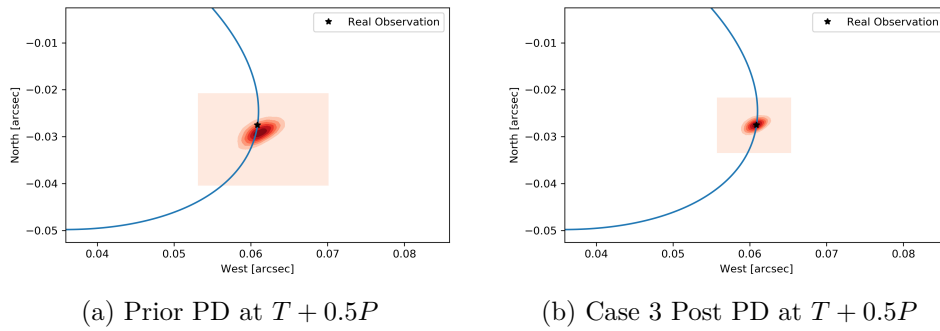 Real Observation
−0.01
−0.02
−0.03
−0.04
−0.05
North [arcsec]
0.04 0.05 0.06 0.07 0.08
West [arcsec]
(a) Prior PD at T + 0.5P
Real Observation
−0.01
−0.02
−0.03
−0.04
−0.05
North [arcsec]
0.04 0.05 0.06 0.07 0.08
West [arcsec]
(b) Case 3 Post PD at T + 0.5P